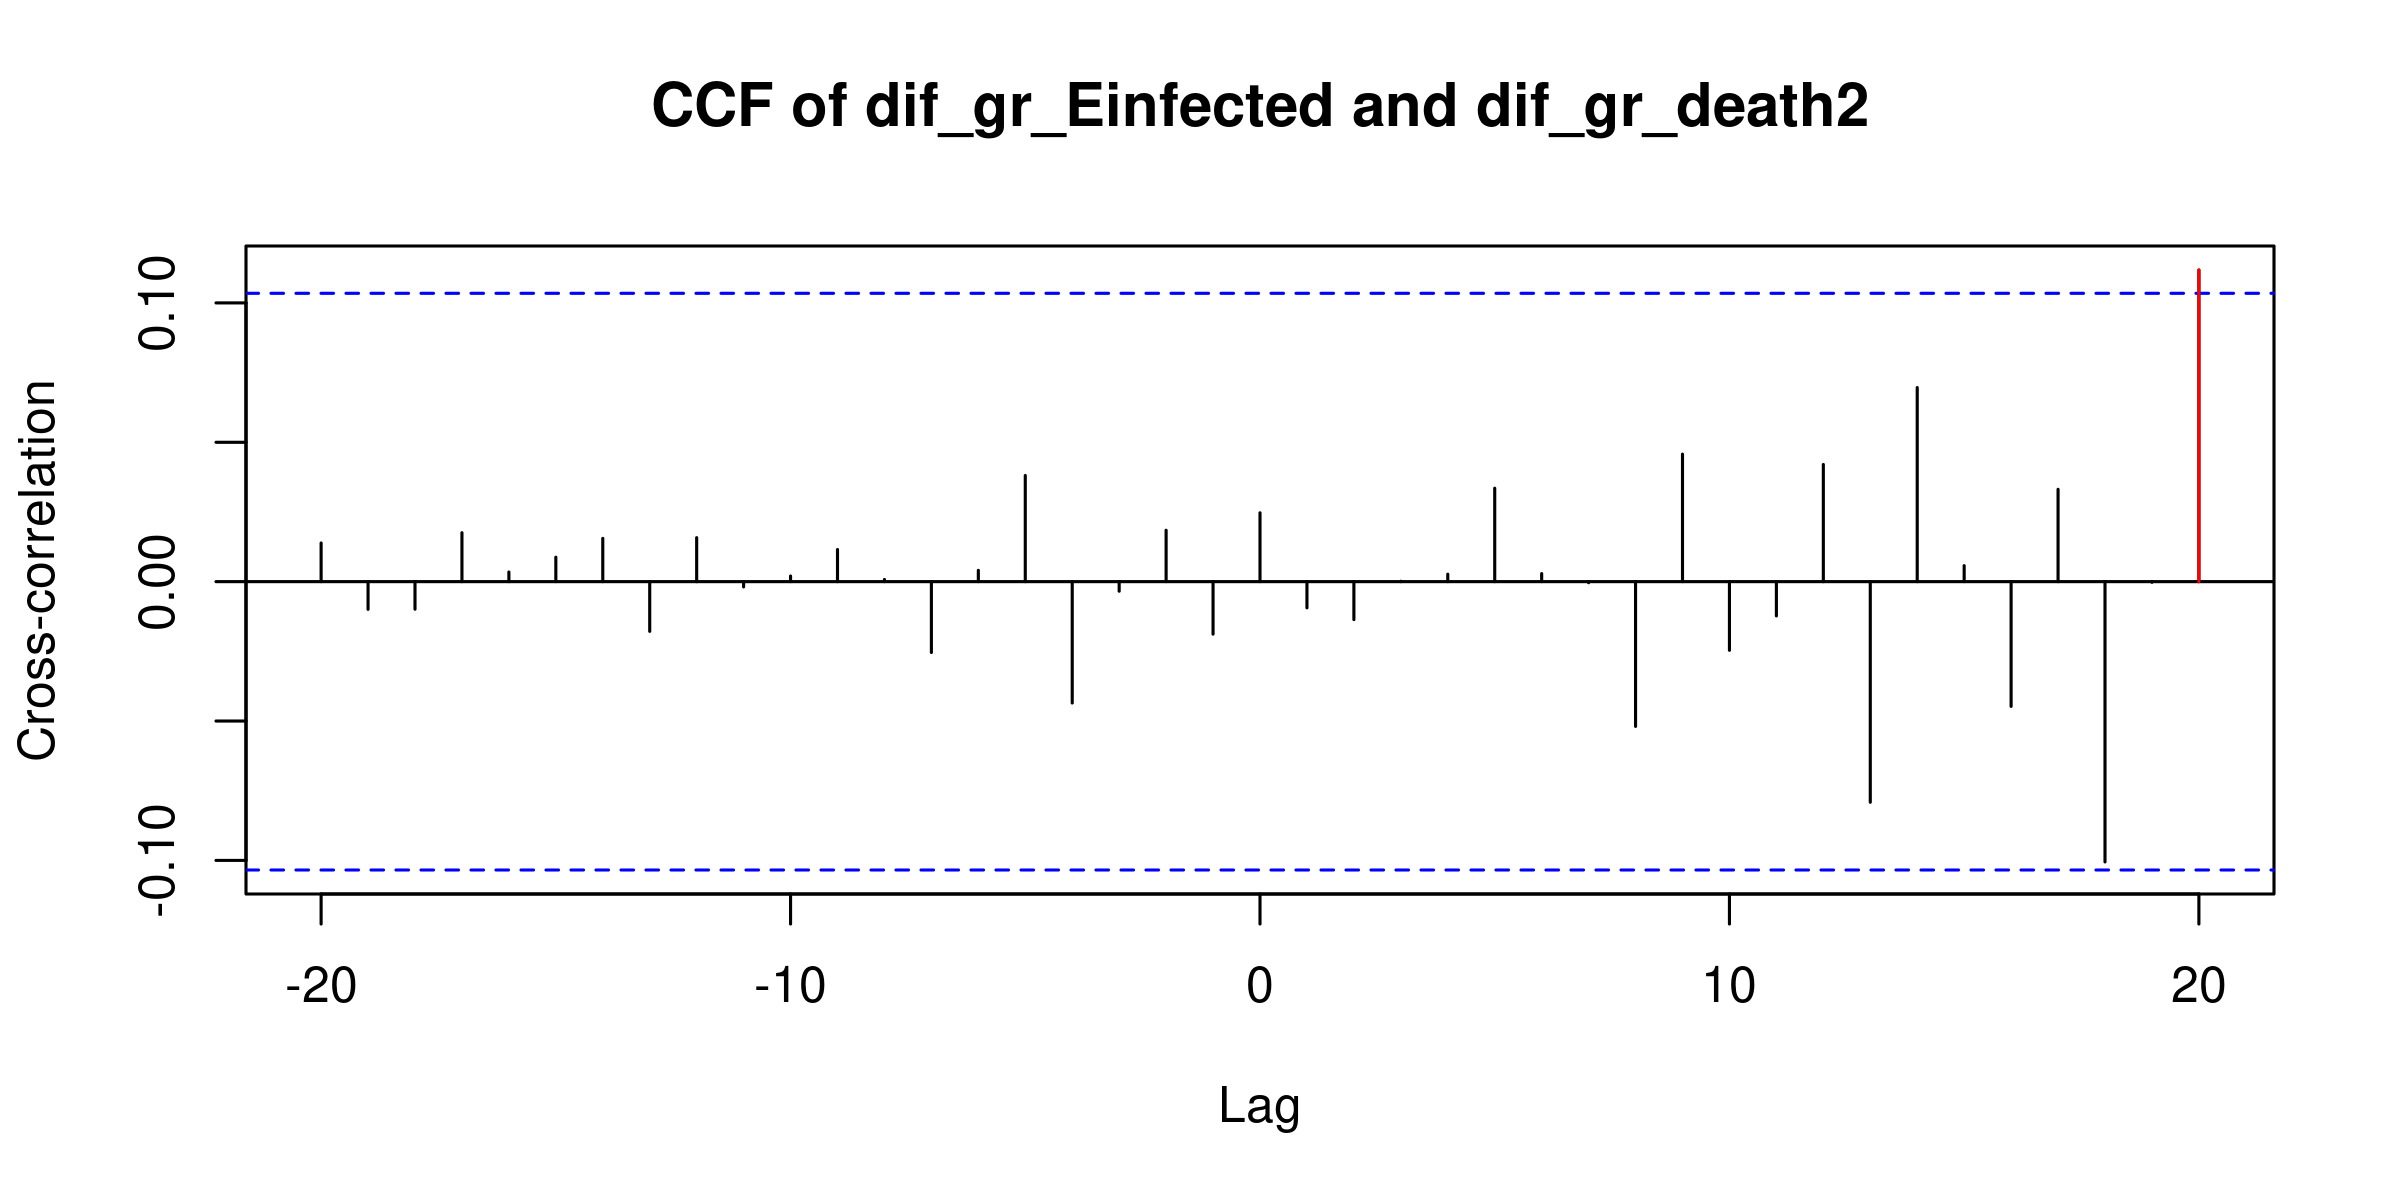 CCF of dif_gr_Einfected and dif_gr_death2
Cross-correlation
0.10
0.00
-0.10
-20 -10 0 10 20
Lag